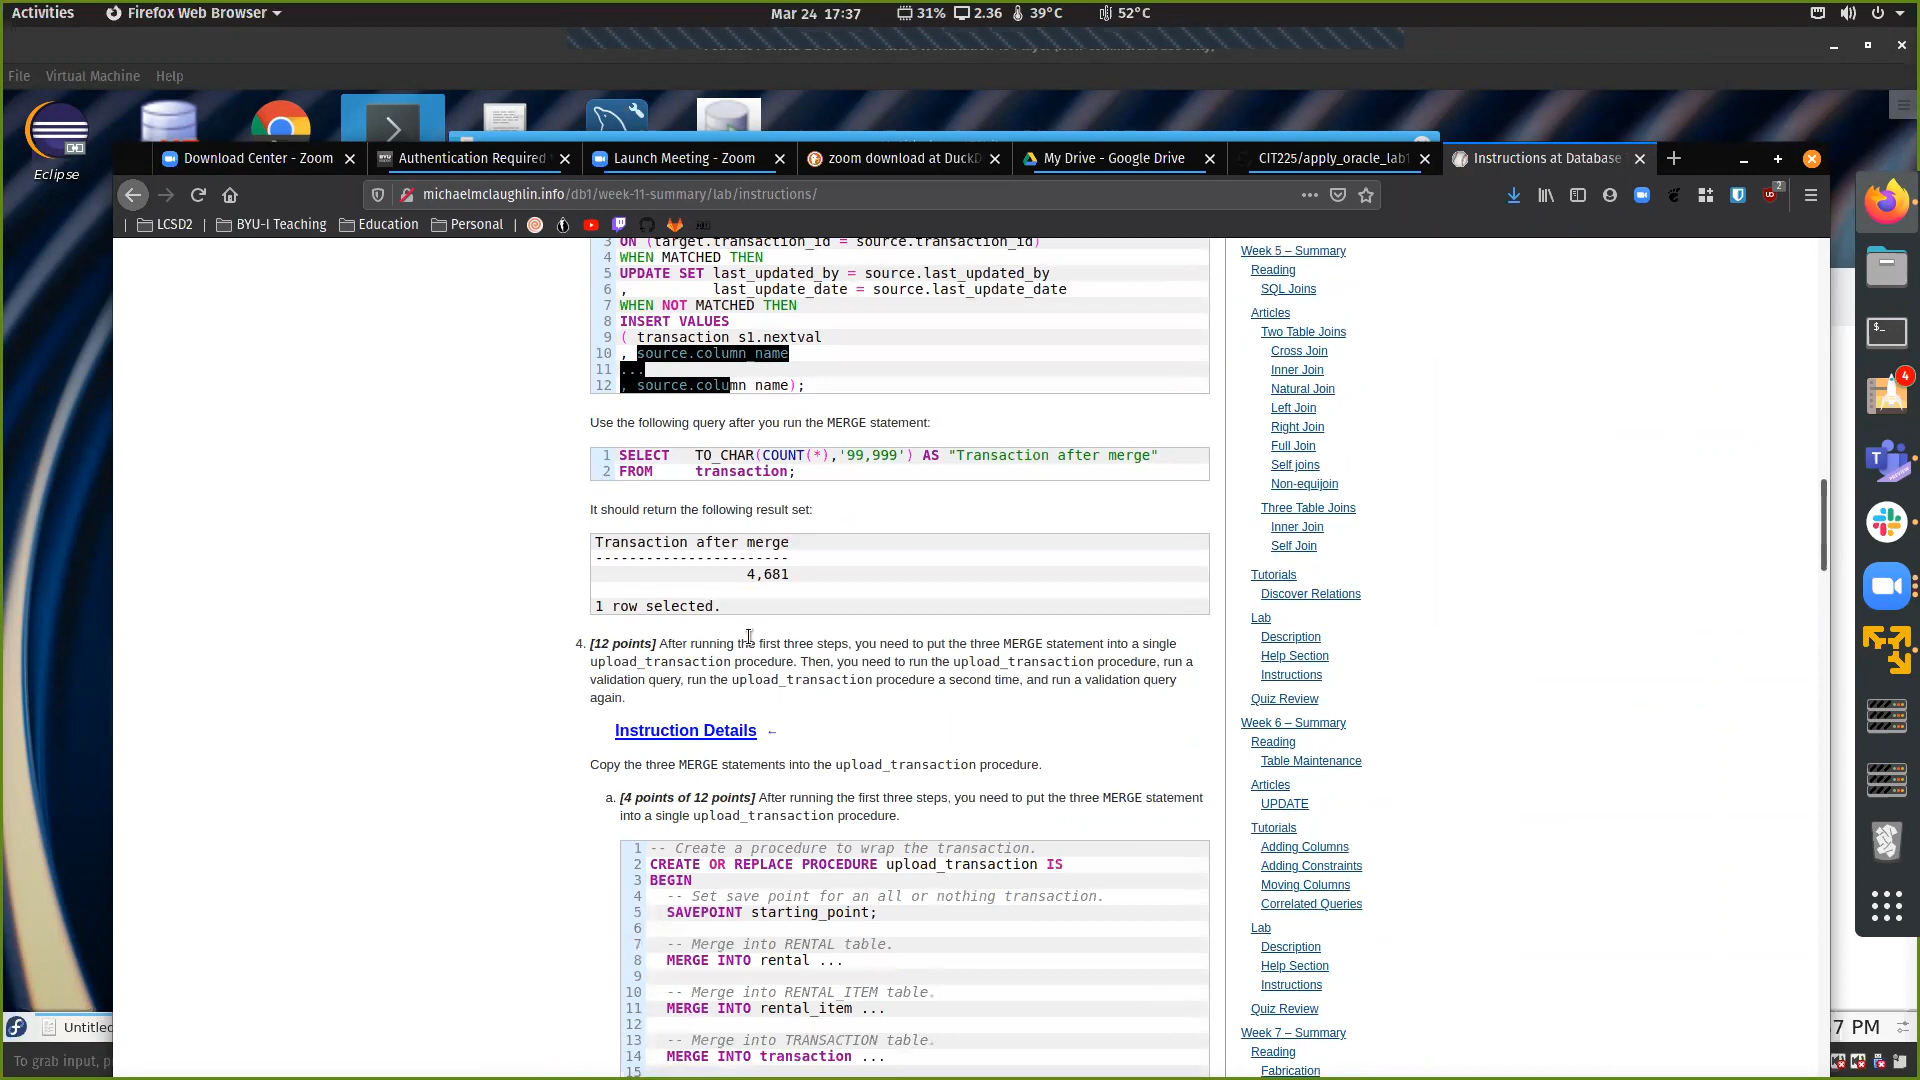 Activities
Firefox Web Browser
Mar 24 17:37
31%
2.36
39°C
52°C
File Virtual Machine Help
Eclipse
Download Center - Zoom
Authentication Required
Launch Meeting - Zoom
zoom download at DuckD
My Drive - Google Drive
CIT225/apply_oracle_lab1
Instructions at Database
michaelmclaughlin.info/db1/week-11-summary/lab/instructions/
2
LCSD2
BYU-I Teaching
Education
Personal
3 ON (target.transaction_id = source.transaction_id)
4 WHEN MATCHED THEN
5 UPDATE SET last_updated_by = source.last_updated_by
6 , last_update_date = source.last_update_date
7 WHEN NOT MATCHED THEN
8 INSERT VALUES
9 ( transaction_s1.nextval
10 , source.column_name
11 ...
12 , source.column_name);
Use the following query after you run the MERGE statement:
1 SELECT TO_CHAR(COUNT(*),'99,999') AS "Transaction after merge"
2 FROM transaction;
It should return the following result set:
Transaction after merge
-----------------------
4,681
1 row selected.
4. [12 points] After running the first three steps, you need to put the three MERGE statement into a single
upload_transaction procedure. Then, you need to run the upload_transaction procedure, run a
validation query, run the upload_transaction procedure a second time, and run a validation query
again.
Instruction Details ←
Copy the three MERGE statements into the upload_transaction procedure.
a. [4 points of 12 points] After running the first three steps, you need to put the three MERGE statement
into a single upload_transaction procedure.
1 -- Create a procedure to wrap the transaction.
2 CREATE OR REPLACE PROCEDURE upload_transaction IS
3 BEGIN
4 -- Set save point for an all or nothing transaction.
5 SAVEPOINT starting_point;
6
7 -- Merge into RENTAL table.
8 MERGE INTO rental ...
9
10 -- Merge into RENTAL_ITEM table.
11 MERGE INTO rental_item ...
12
13 -- Merge into TRANSACTION table.
14 MERGE INTO transaction ...
15
Week 5 – Summary
Reading
SQL Joins
Articles
Two Table Joins
Cross Join
Inner Join
Natural Join
Left Join
Right Join
Full Join
Self joins
Non-equijoin
Three Table Joins
Inner Join
Self Join
Tutorials
Discover Relations
Lab
Description
Help Section
Instructions
Quiz Review
Week 6 – Summary
Reading
Table Maintenance
Articles
UPDATE
Tutorials
Adding Columns
Adding Constraints
Moving Columns
Correlated Queries
Lab
Description
Help Section
Instructions
Quiz Review
Week 7 – Summary
Reading
Fabrication
4
Untitled
7 PM
To grab input, p